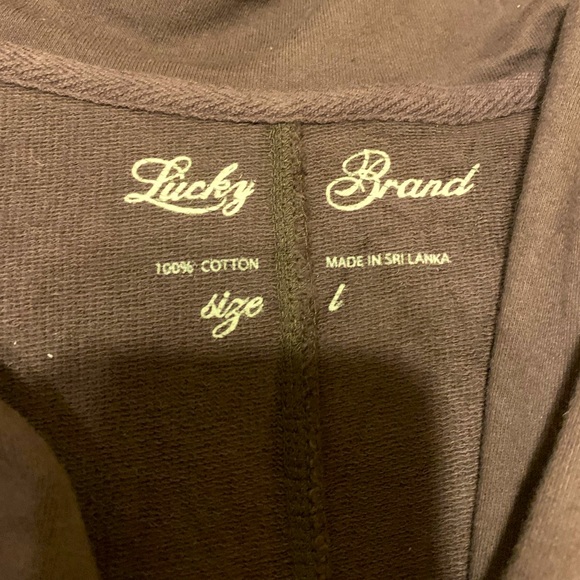 Lucky Brand
100% COTTON MADE IN SRI LANKA
size l